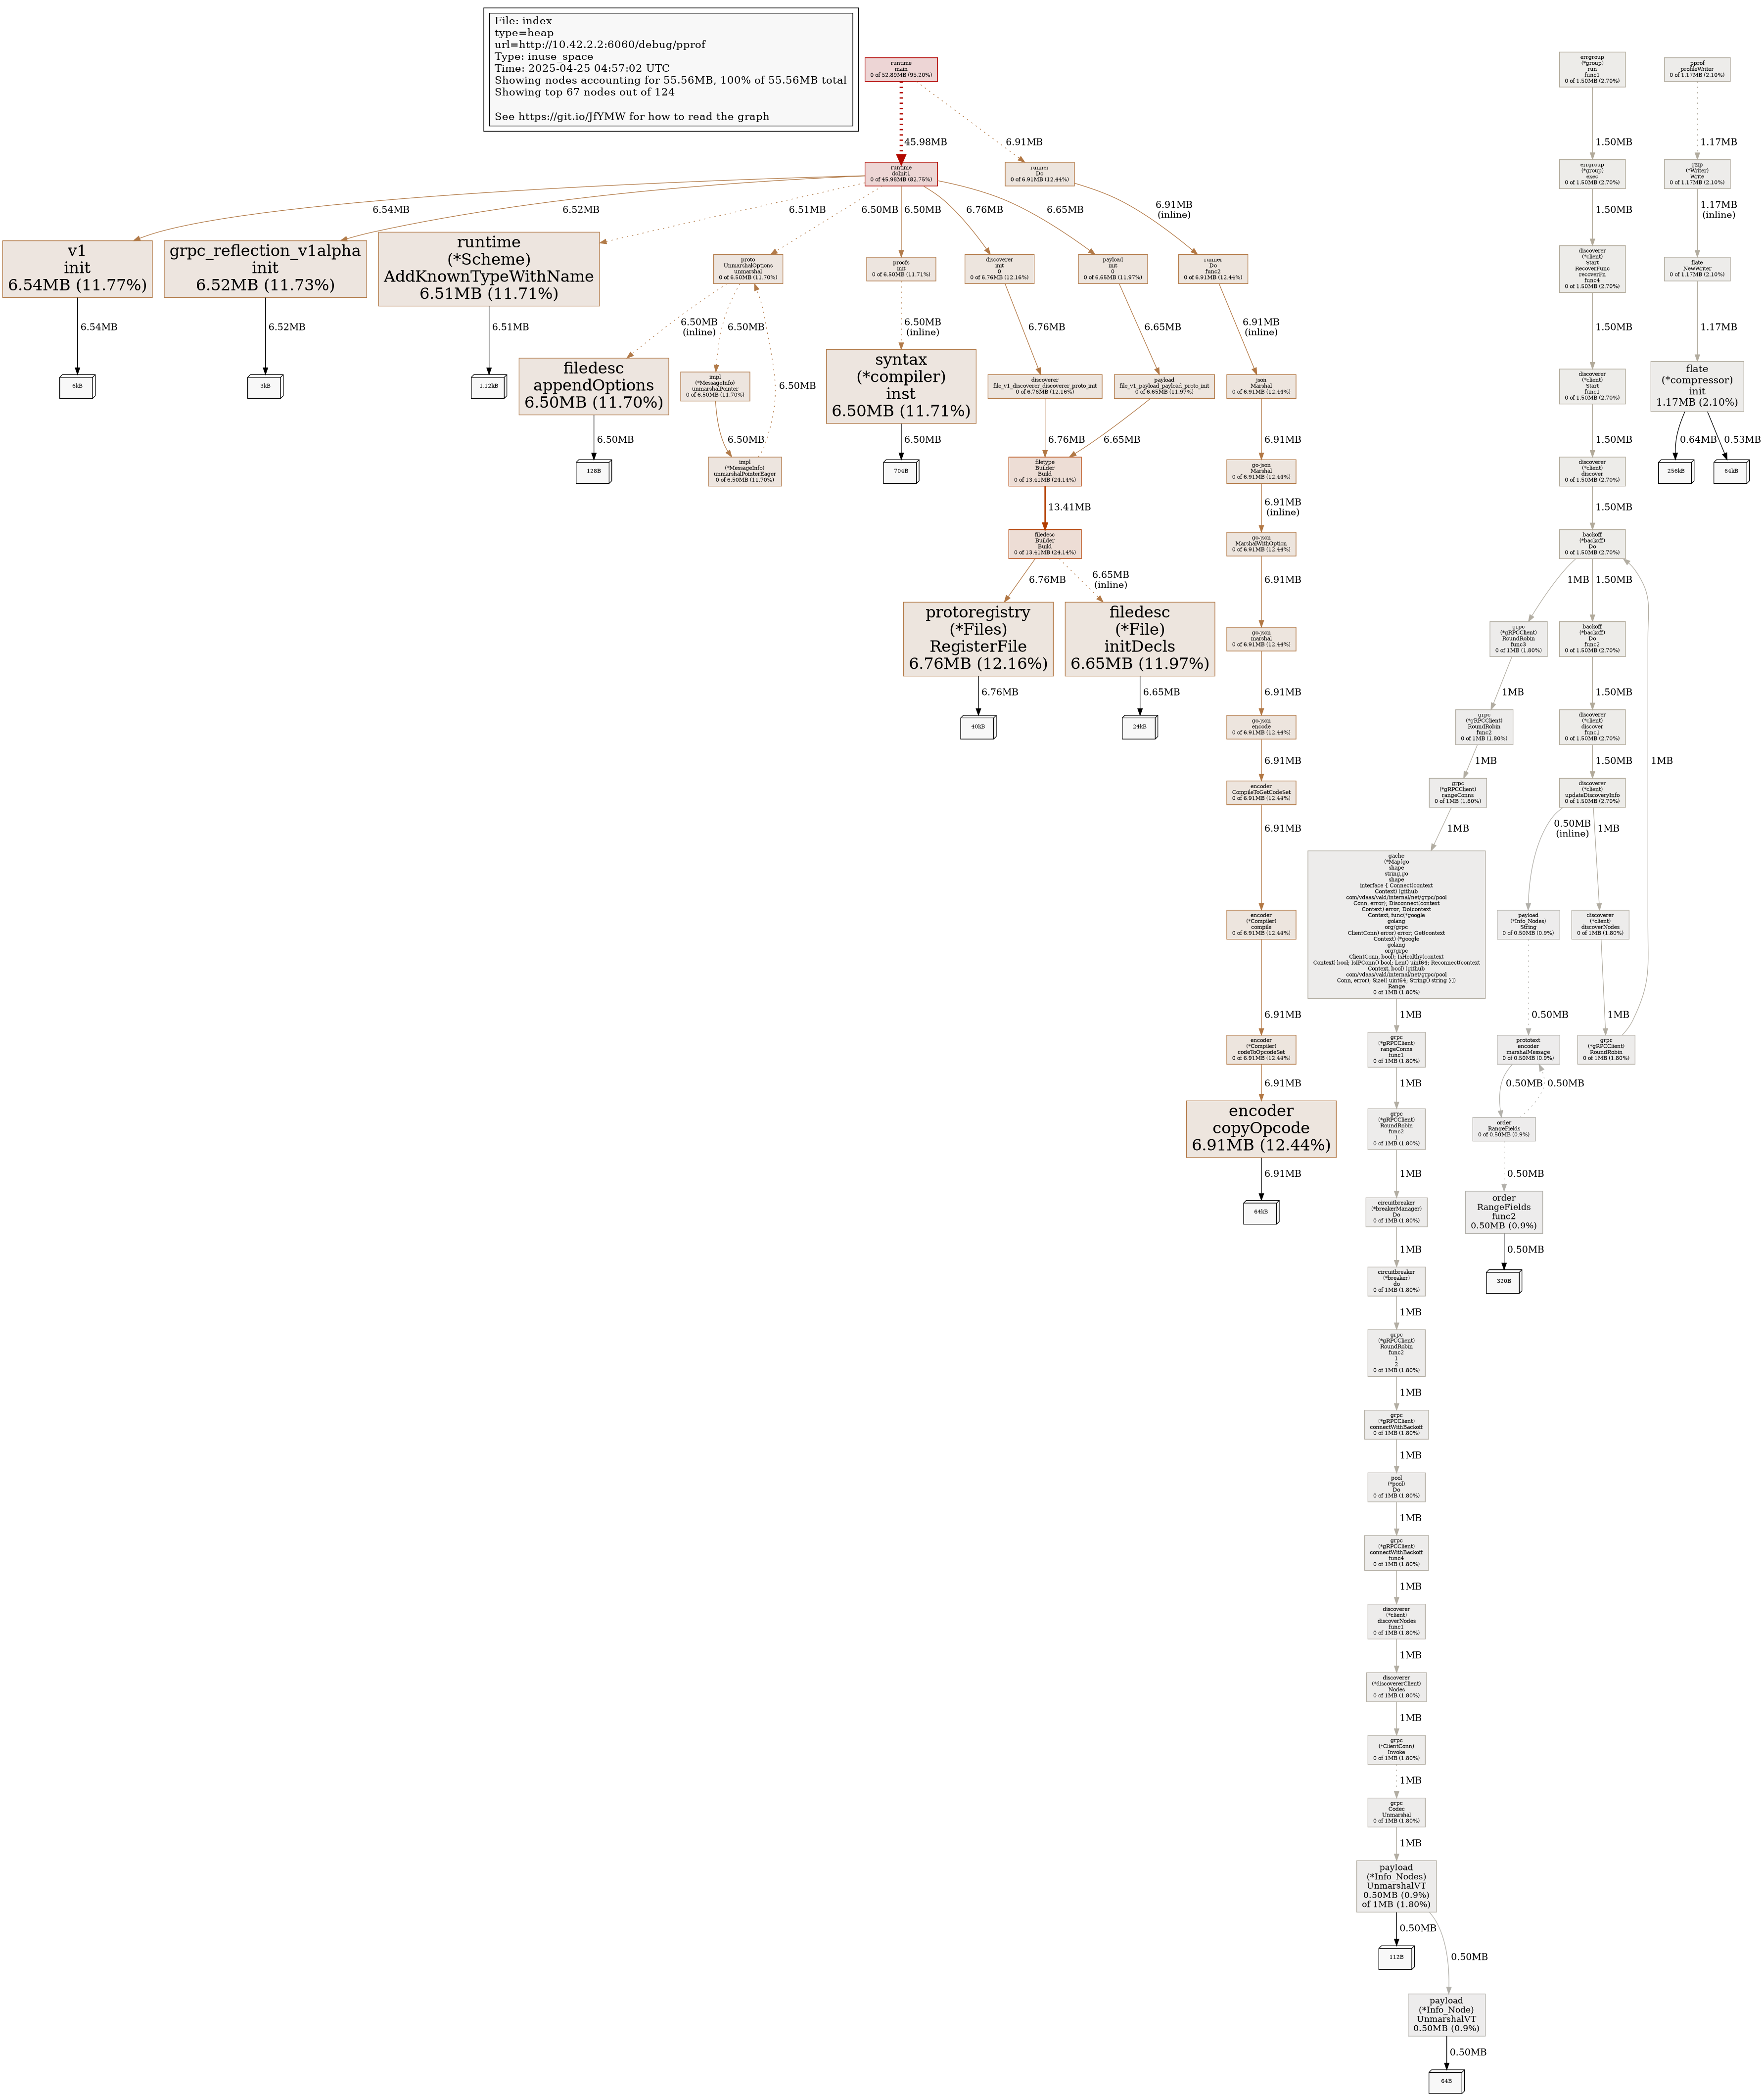 File: index
type=heap
url=http://10.42.2.2:6060/debug/pprof
Type: inuse_space
Time: 2025-04-25 04:57:02 UTC
Showing nodes accounting for 55.56MB, 100% of 55.56MB total
Showing top 67 nodes out of 124
See https://git.io/JfYMW for how to read the graph
runtime
main
0 of 52.89MB (95.20%)
45.98MB
6.91MB
runtime
doInit1
0 of 45.98MB (82.75%)
runner
Do
0 of 6.91MB (12.44%)
6.54MB
6.52MB
6.51MB
6.50MB
6.50MB
6.76MB
6.65MB
6.91MB
(inline)
v1
init
6.54MB (11.77%)
6.54MB
6kB
grpc_reflection_v1alpha
init
6.52MB (11.73%)
6.52MB
3kB
runtime
(*Scheme)
AddKnownTypeWithName
6.51MB (11.71%)
6.51MB
1.12kB
proto
UnmarshalOptions
unmarshal
0 of 6.50MB (11.70%)
6.50MB
(inline)
6.50MB
6.50MB
filedesc
appendOptions
6.50MB (11.70%)
6.50MB
128B
impl
(*MessageInfo)
unmarshalPointer
0 of 6.50MB (11.70%)
6.50MB
impl
(*MessageInfo)
unmarshalPointerEager
0 of 6.50MB (11.70%)
procfs
init
0 of 6.50MB (11.71%)
6.50MB
(inline)
syntax
(*compiler)
inst
6.50MB (11.71%)
6.50MB
704B
discoverer
init
0
0 of 6.76MB (12.16%)
6.76MB
discoverer
file_v1_discoverer_discoverer_proto_init
0 of 6.76MB (12.16%)
6.76MB
payload
init
0
0 of 6.65MB (11.97%)
6.65MB
payload
file_v1_payload_payload_proto_init
0 of 6.65MB (11.97%)
6.65MB
filetype
Builder
Build
0 of 13.41MB (24.14%)
13.41MB
filedesc
Builder
Build
0 of 13.41MB (24.14%)
6.76MB
6.65MB
(inline)
protoregistry
(*Files)
RegisterFile
6.76MB (12.16%)
6.76MB
40kB
filedesc
(*File)
initDecls
6.65MB (11.97%)
6.65MB
24kB
runner
Do
func2
0 of 6.91MB (12.44%)
6.91MB
(inline)
json
Marshal
0 of 6.91MB (12.44%)
6.91MB
go-json
Marshal
0 of 6.91MB (12.44%)
6.91MB
(inline)
go-json
MarshalWithOption
0 of 6.91MB (12.44%)
6.91MB
go-json
marshal
0 of 6.91MB (12.44%)
6.91MB
go-json
encode
0 of 6.91MB (12.44%)
6.91MB
encoder
CompileToGetCodeSet
0 of 6.91MB (12.44%)
6.91MB
encoder
(*Compiler)
compile
0 of 6.91MB (12.44%)
6.91MB
encoder
(*Compiler)
codeToOpcodeSet
0 of 6.91MB (12.44%)
6.91MB
encoder
copyOpcode
6.91MB (12.44%)
6.91MB
64kB
errgroup
(*group)
run
func1
0 of 1.50MB (2.70%)
1.50MB
errgroup
(*group)
exec
0 of 1.50MB (2.70%)
1.50MB
discoverer
(*client)
Start
RecoverFunc
recoverFn
func4
0 of 1.50MB (2.70%)
1.50MB
discoverer
(*client)
Start
func1
0 of 1.50MB (2.70%)
1.50MB
discoverer
(*client)
discover
0 of 1.50MB (2.70%)
1.50MB
backoff
(*backoff)
Do
0 of 1.50MB (2.70%)
1MB
1.50MB
1MB
grpc
(*gRPCClient)
RoundRobin
func3
0 of 1MB (1.80%)
1MB
grpc
(*gRPCClient)
RoundRobin
func2
0 of 1MB (1.80%)
1MB
grpc
(*gRPCClient)
rangeConns
0 of 1MB (1.80%)
1MB
gache
(*Map[go
shape
string,go
shape
interface { Connect(context
Context) (github
com/vdaas/vald/internal/net/grpc/pool
Conn, error); Disconnect(context
Context) error; Do(context
Context, func(*google
golang
org/grpc
ClientConn) error) error; Get(context
Context) (*google
golang
org/grpc
ClientConn, bool); IsHealthy(context
Context) bool; IsIPConn() bool; Len() uint64; Reconnect(context
Context, bool) (github
com/vdaas/vald/internal/net/grpc/pool
Conn, error); Size() uint64; String() string }])
Range
0 of 1MB (1.80%)
1MB
grpc
(*gRPCClient)
rangeConns
func1
0 of 1MB (1.80%)
1MB
grpc
(*gRPCClient)
RoundRobin
func2
1
0 of 1MB (1.80%)
1MB
circuitbreaker
(*breakerManager)
Do
0 of 1MB (1.80%)
1MB
circuitbreaker
(*breaker)
do
0 of 1MB (1.80%)
1MB
grpc
(*gRPCClient)
RoundRobin
func2
1
2
0 of 1MB (1.80%)
1MB
grpc
(*gRPCClient)
connectWithBackoff
0 of 1MB (1.80%)
1MB
pool
(*pool)
Do
0 of 1MB (1.80%)
1MB
grpc
(*gRPCClient)
connectWithBackoff
func4
0 of 1MB (1.80%)
1MB
discoverer
(*client)
discoverNodes
func1
0 of 1MB (1.80%)
1MB
discoverer
(*discovererClient)
Nodes
0 of 1MB (1.80%)
1MB
grpc
(*ClientConn)
Invoke
0 of 1MB (1.80%)
1MB
grpc
Codec
Unmarshal
0 of 1MB (1.80%)
1MB
payload
(*Info_Nodes)
UnmarshalVT
0.50MB (0.9%)
of 1MB (1.80%)
0.50MB
112B
0.50MB
payload
(*Info_Node)
UnmarshalVT
0.50MB (0.9%)
0.50MB
64B
backoff
(*backoff)
Do
func2
0 of 1.50MB (2.70%)
1.50MB
discoverer
(*client)
discover
func1
0 of 1.50MB (2.70%)
1.50MB
discoverer
(*client)
updateDiscoveryInfo
0 of 1.50MB (2.70%)
0.50MB
(inline)
1MB
payload
(*Info_Nodes)
String
0 of 0.50MB (0.9%)
0.50MB
discoverer
(*client)
discoverNodes
0 of 1MB (1.80%)
1MB
prototext
encoder
marshalMessage
0 of 0.50MB (0.9%)
0.50MB
0.50MB
grpc
(*gRPCClient)
RoundRobin
0 of 1MB (1.80%)
order
RangeFields
0 of 0.50MB (0.9%)
0.50MB
order
RangeFields
func2
0.50MB (0.9%)
0.50MB
320B
pprof
profileWriter
0 of 1.17MB (2.10%)
1.17MB
gzip
(*Writer)
Write
0 of 1.17MB (2.10%)
1.17MB
(inline)
flate
NewWriter
0 of 1.17MB (2.10%)
1.17MB
flate
(*compressor)
init
1.17MB (2.10%)
0.64MB
0.53MB
256kB
64kB